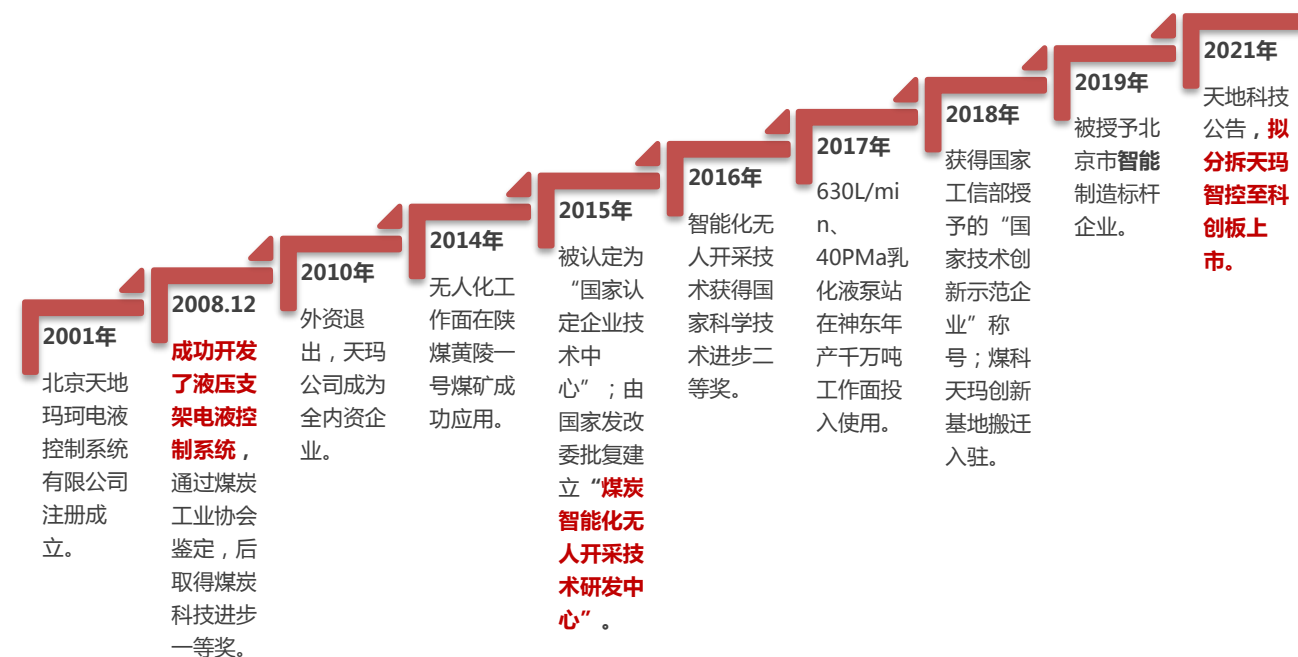 2001年
北京天地
玛珂电液
控制系统
有限公司
注册成
立。
2008.12
成功开发
了液压支
架电液控
制系统，
通过煤炭
工业协会
鉴定，后
取得煤炭
科技进步
一等奖。
2010年
外资退
出，天玛
公司成为
全内资企
业。
2014年
无人化工
作面在陕
煤黄陵一
号煤矿成
功应用。
2015年
被认定为
“国家认
定企业技
术中
心”；由
国家发改
委批复建
立“煤炭
智能化无
人开采技
术研发中
心”。
2016年
智能化无
人开采技
术获得国
家科学技
术进步二
等奖。
2017年
630L/mi
n、
40PMa乳
化液泵站
在神东年
产千万吨
工作面投
入使用。
2018年
获得国家
工信部授
予的“国
家技术创
新示范企
业”称
号；煤科
天玛创新
基地搬迁
入驻。
2019年
被授予北
京市智能
制造标杆
企业。
2021年
天地科技
公告，拟
分拆天玛
智控至科
创板上
市。